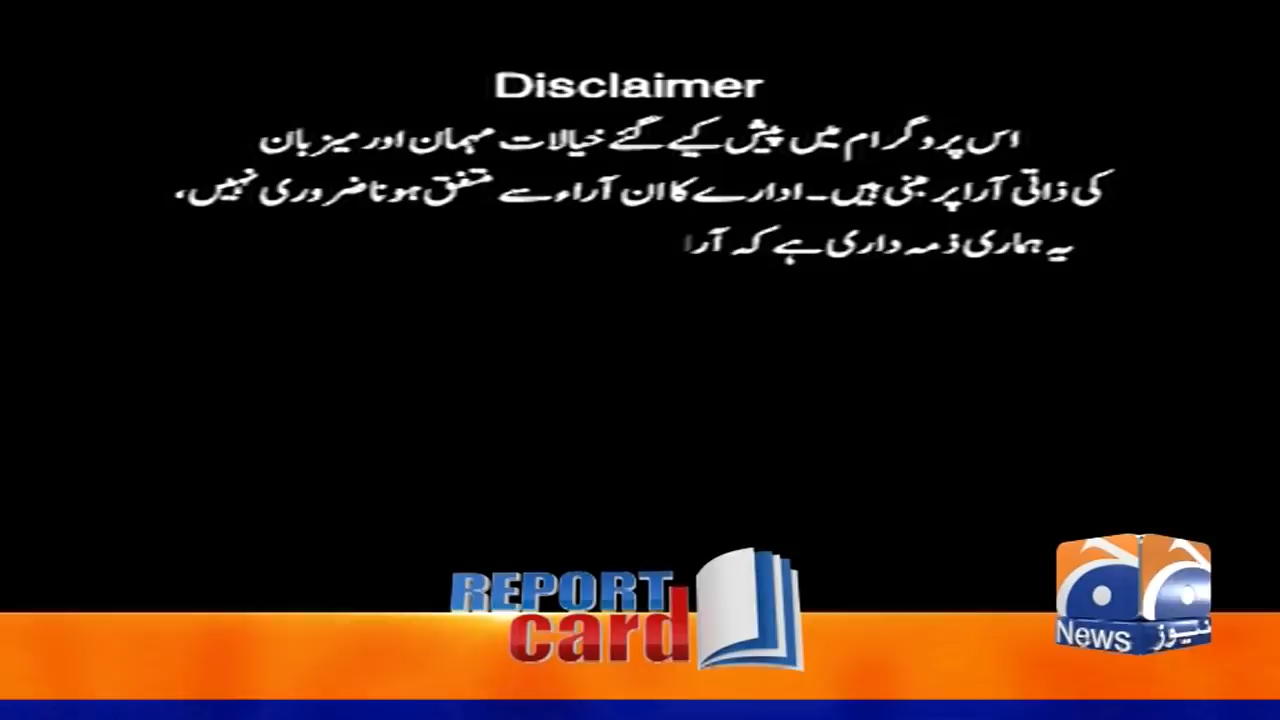 Disclaimer
اس پروگرام میں پیش کیے گئے خیالات مہمان اور میزبان
کی ذاتی آرا پر مبنی ہیں۔ ادارے کا ان آراء سے متفق ہونا ضروری نہیں،
یہ ہماری ذمہ داری ہے کہ آرا
REPORT
card
News نیوز